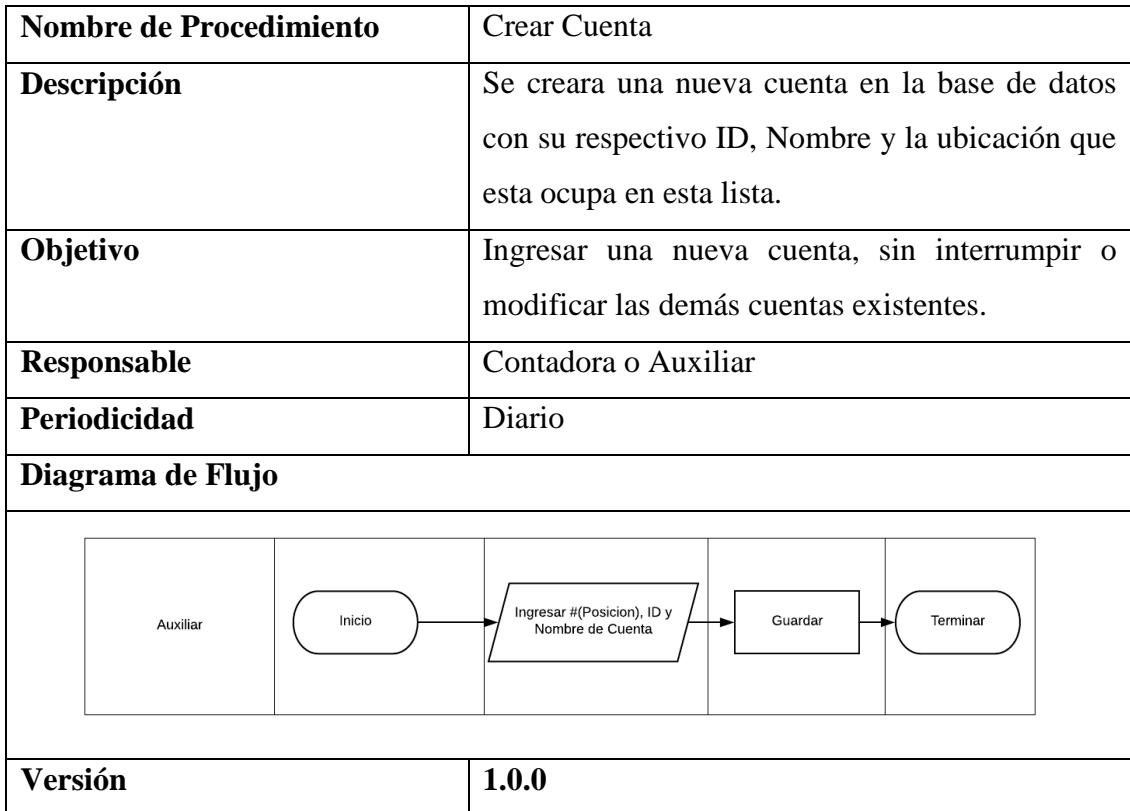 Nombre de Procedimiento
Crear Cuenta
Descripción
Se creara una nueva cuenta en la base de datos
con su respectivo ID, Nombre y la ubicación que
esta ocupa en esta lista.
Objetivo
Ingresar una nueva cuenta, sin interrumpir o
modificar las demás cuentas existentes.
Responsable
Contadora o Auxiliar
Periodicidad
Diario
Diagrama de Flujo
Auxiliar
Inicio
Ingresar #(Posicion), ID y
Nombre de Cuenta
Guardar
Terminar
Versión
1.0.0